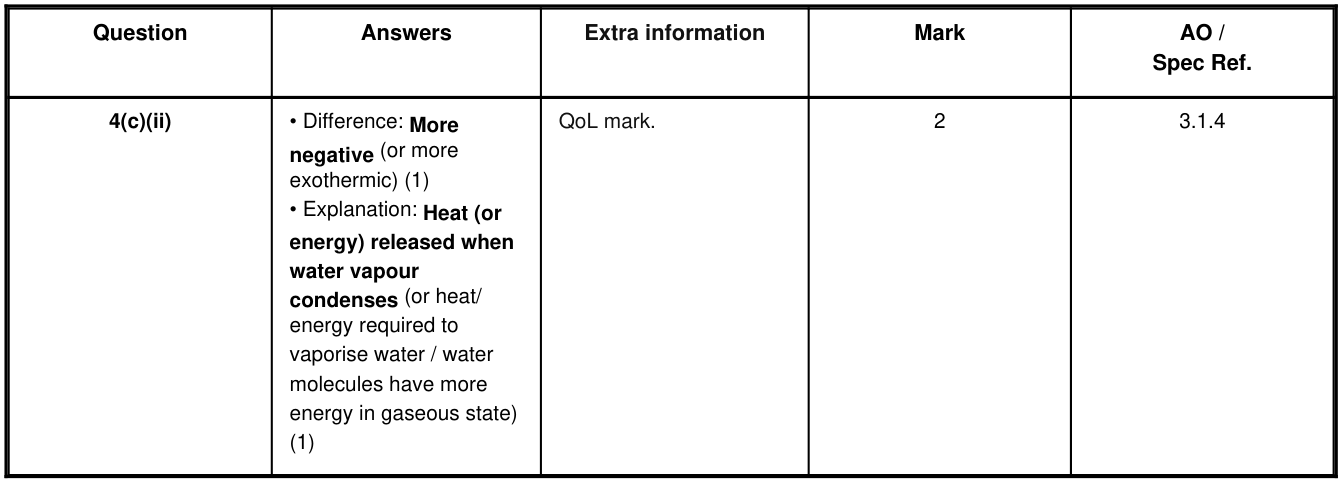 Question Answers Extra information Mark AO /
Spec Ref.
4(c)(ii) • Difference: More QoL mark. 2 3.1.4
negative (or more
exothermic) (1)
• Explanation: Heat (or
energy) released when
water vapour
condenses (or heat/
energy required to
vaporise water / water
molecules have more
energy in gaseous state)
(1)